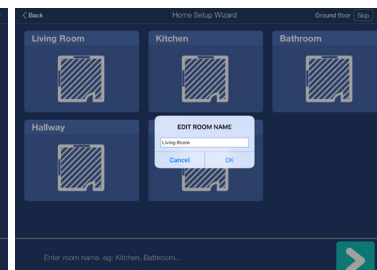 Back
Home Setup Wizard
Ground floor
Skip
Living Room
Kitchen
Bathroom
Hallway
EDIT ROOM NAME
Living Room
Cancel
OK
Enter room name, eg: Kitchen, Bathroom...